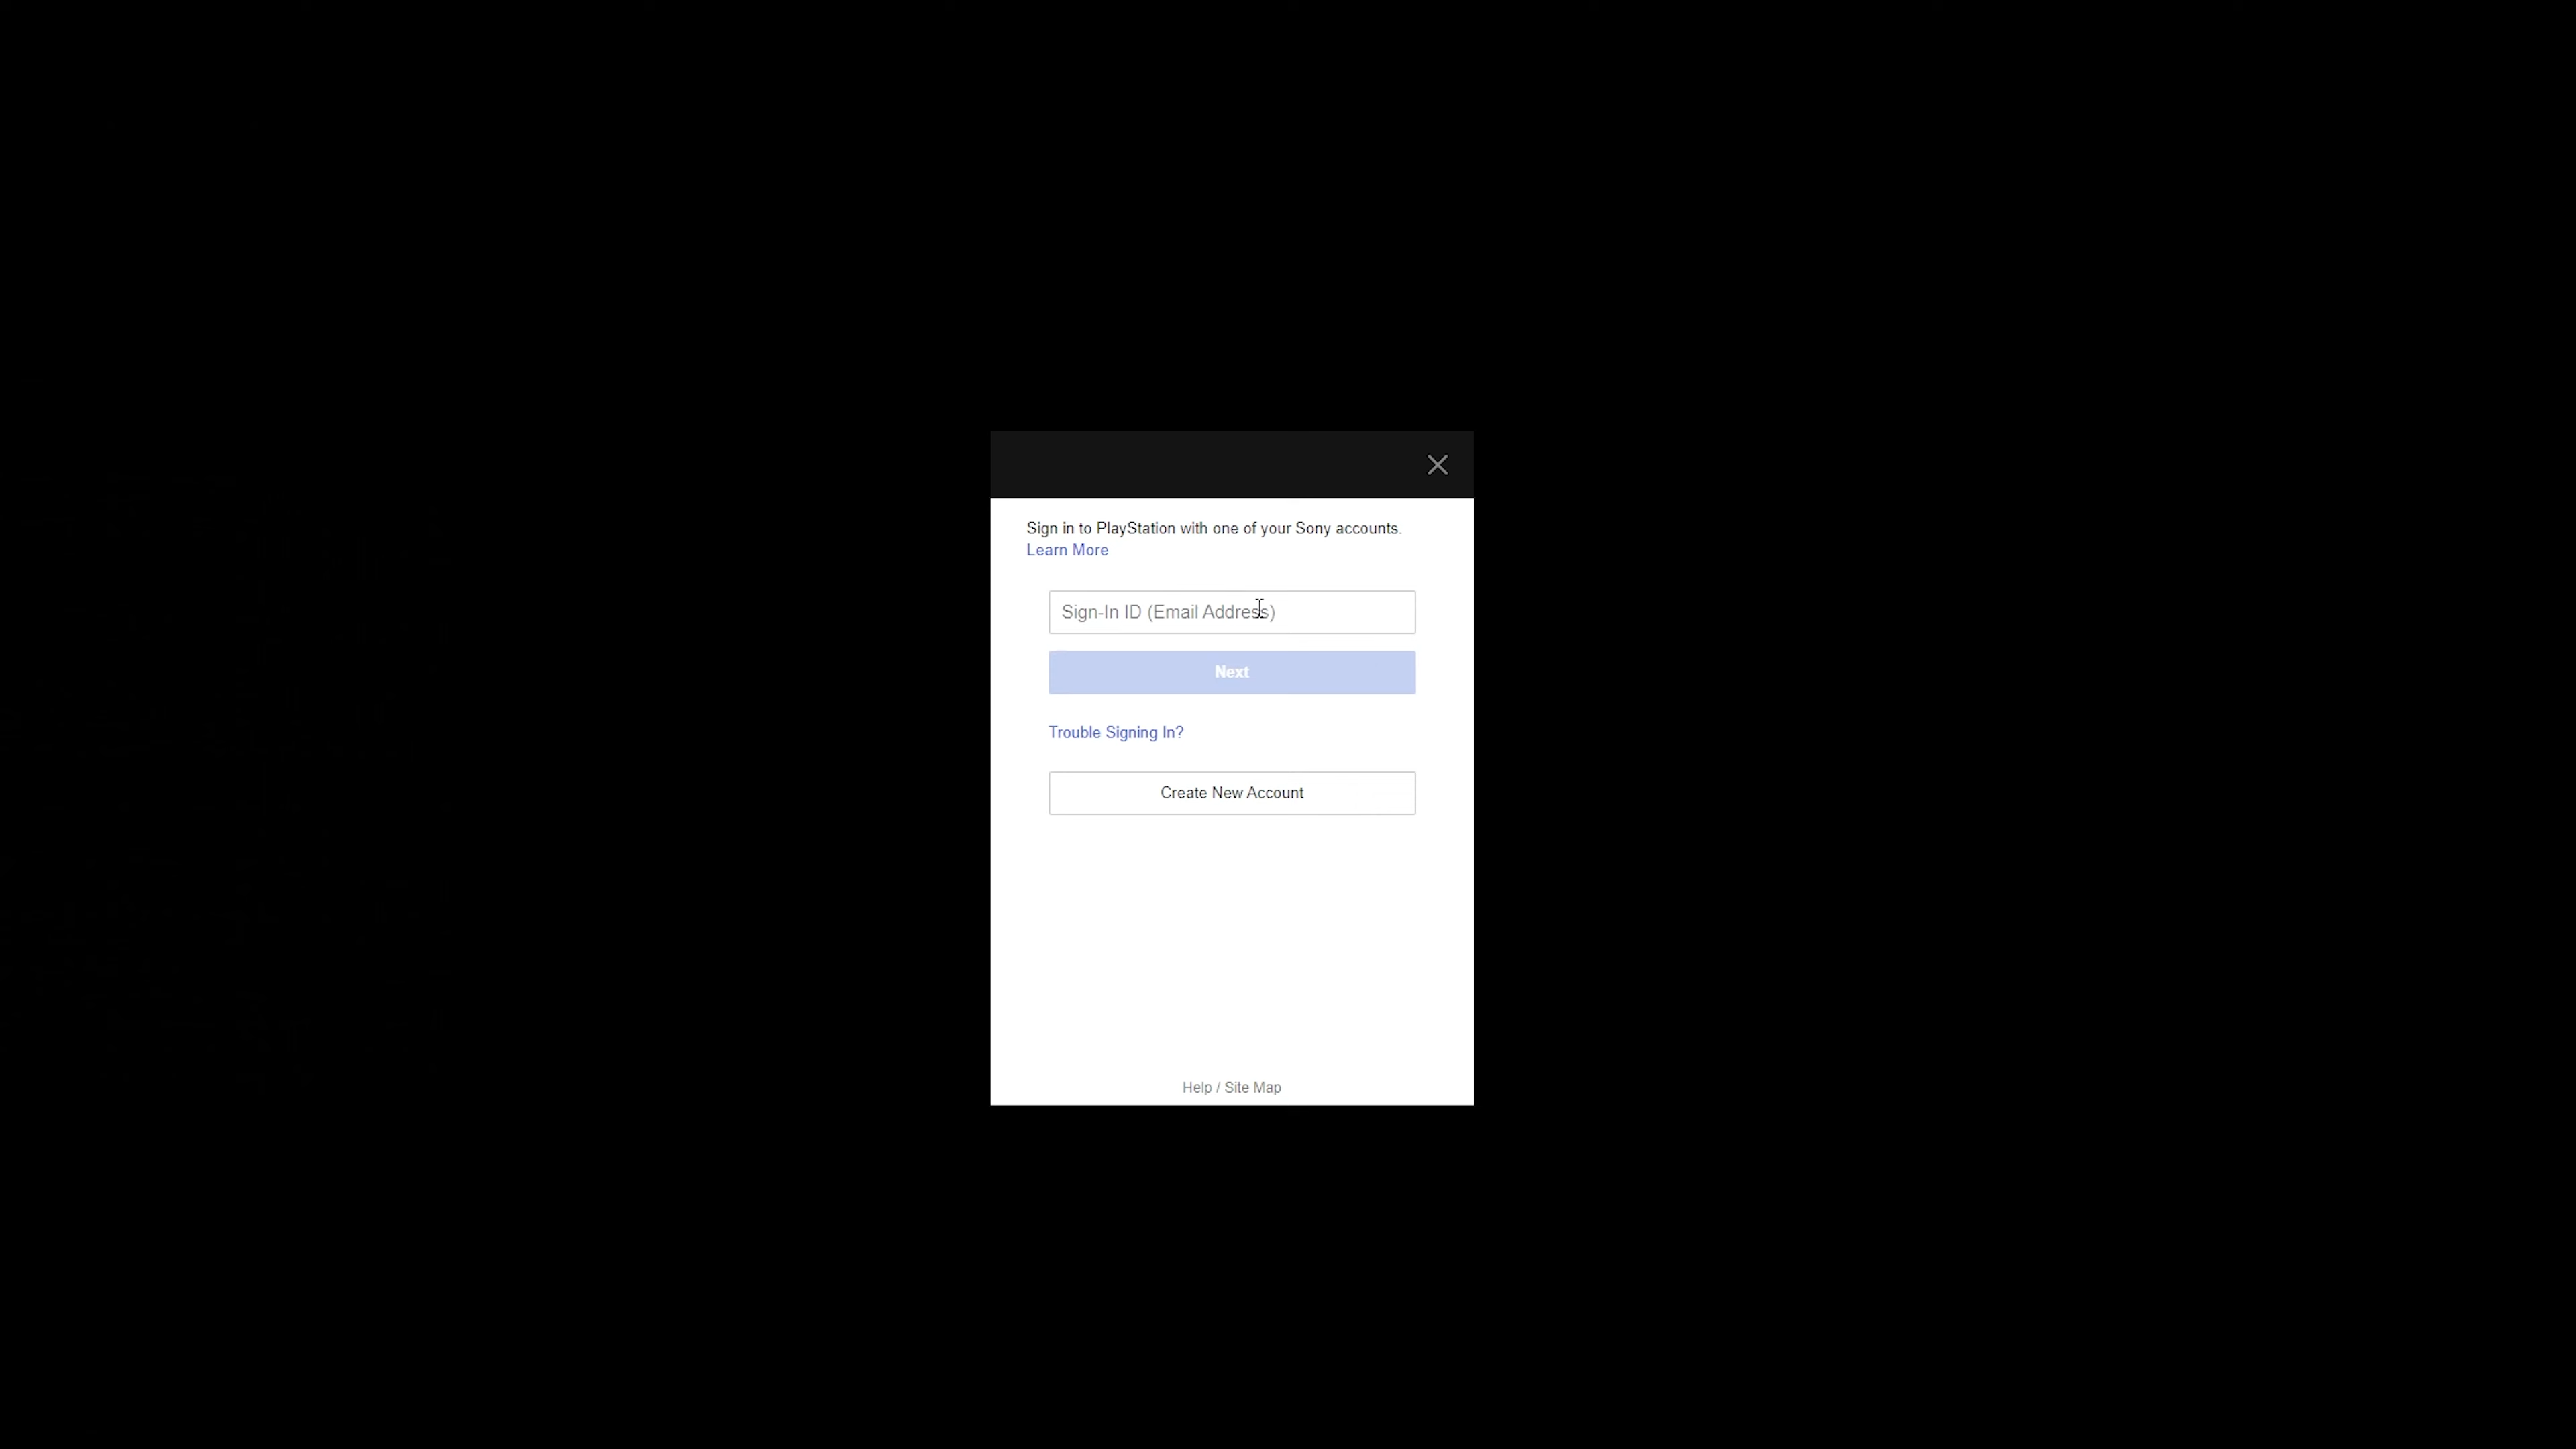 Sign in to PlayStation with one of your Sony accounts.
Learn More
Sign-In ID (Email Address)
Next
Trouble Signing In?
Create New Account
Help / Site Map